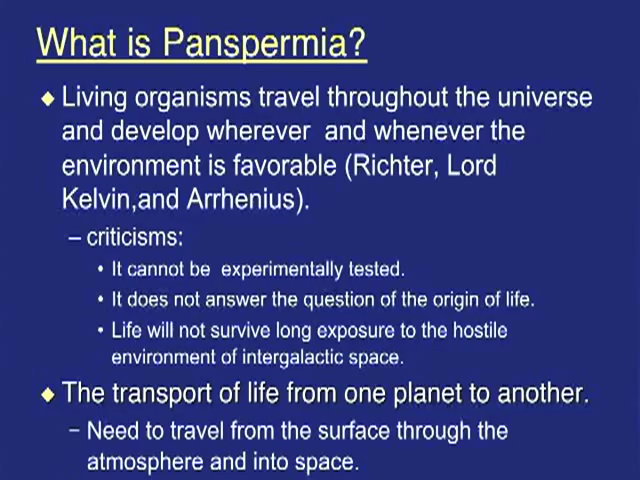 What is Panspermia?
◆ Living organisms travel throughout the universe
and develop wherever and whenever the
environment is favorable (Richter, Lord
Kelvin,and Arrhenius).
– criticisms:
• It cannot be experimentally tested.
• It does not answer the question of the origin of life.
• Life will not survive long exposure to the hostile
environment of intergalactic space.
◆ The transport of life from one planet to another.
– Need to travel from the surface through the
atmosphere and into space.